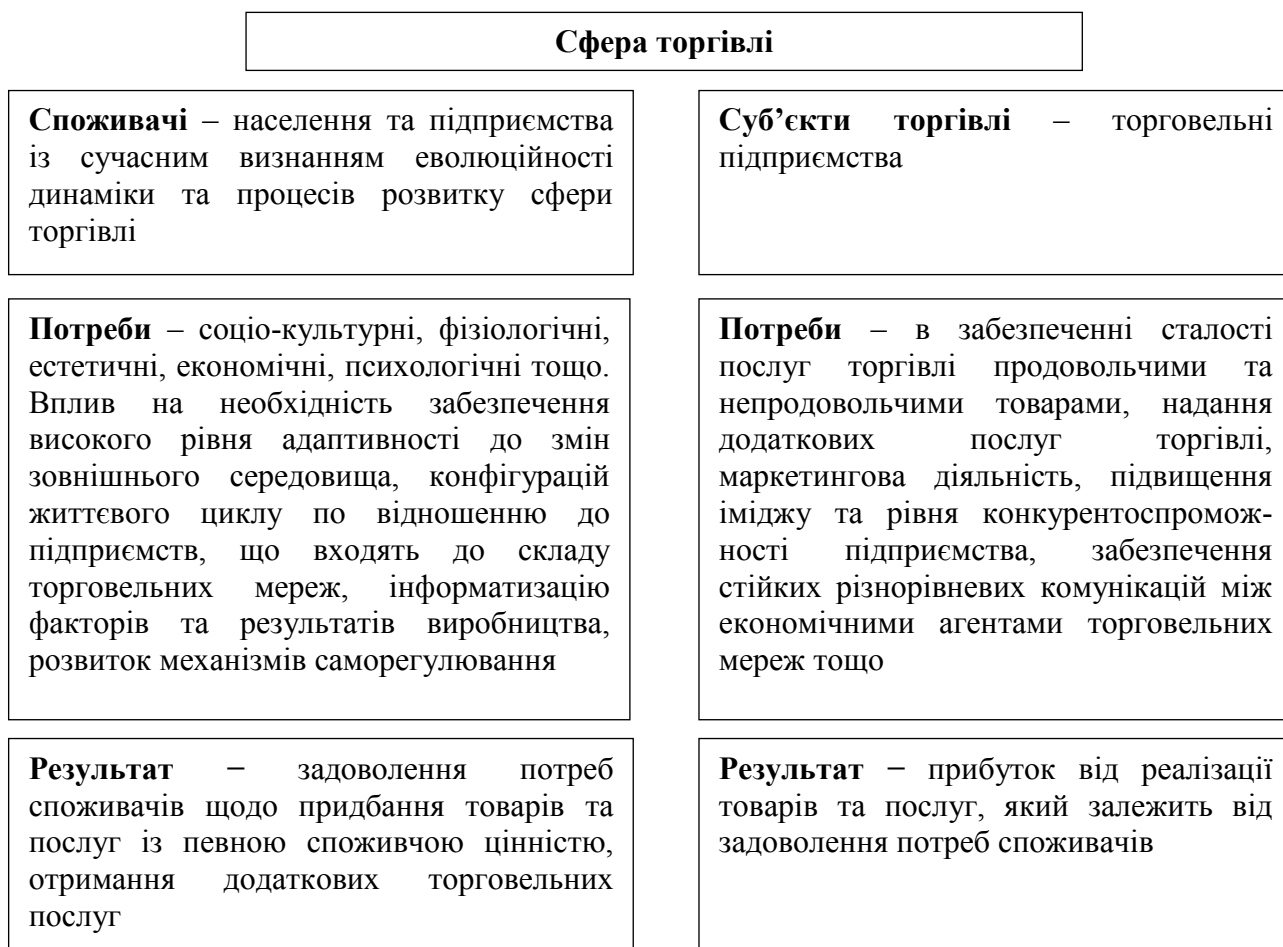 Сфера торгівлі
Споживачі – населення та підприємства
із сучасним визнанням еволюційності
динаміки та процесів розвитку сфери
торгівлі
Суб’єкти торгівлі – торговельні
підприємства
Потреби – соціо-культурні, фізіологічні,
естетичні, економічні, психологічні тощо.
Вплив на необхідність забезпечення
високого рівня адаптивності до змін
зовнішнього середовища, конфігурацій
життєвого циклу по відношенню до
підприємств, що входять до складу
торговельних мереж, інформатизацію
факторів та результатів виробництва,
розвиток механізмів саморегулювання
Потреби – в забезпеченні сталості
послуг торгівлі продовольчими та
непродовольчими товарами, надання
додаткових послуг торгівлі,
маркетингова діяльність, підвищення
іміджу та рівня конкурентоспромож-
ності підприємства, забезпечення
стійких різнорівневих комунікацій між
економічними агентами торговельних
мереж тощо
Результат − задоволення потреб
споживачів щодо придбання товарів та
послуг із певною споживчою цінністю,
отримання додаткових торговельних
послуг
Результат − прибуток від реалізації
товарів та послуг, який залежить від
задоволення потреб споживачів